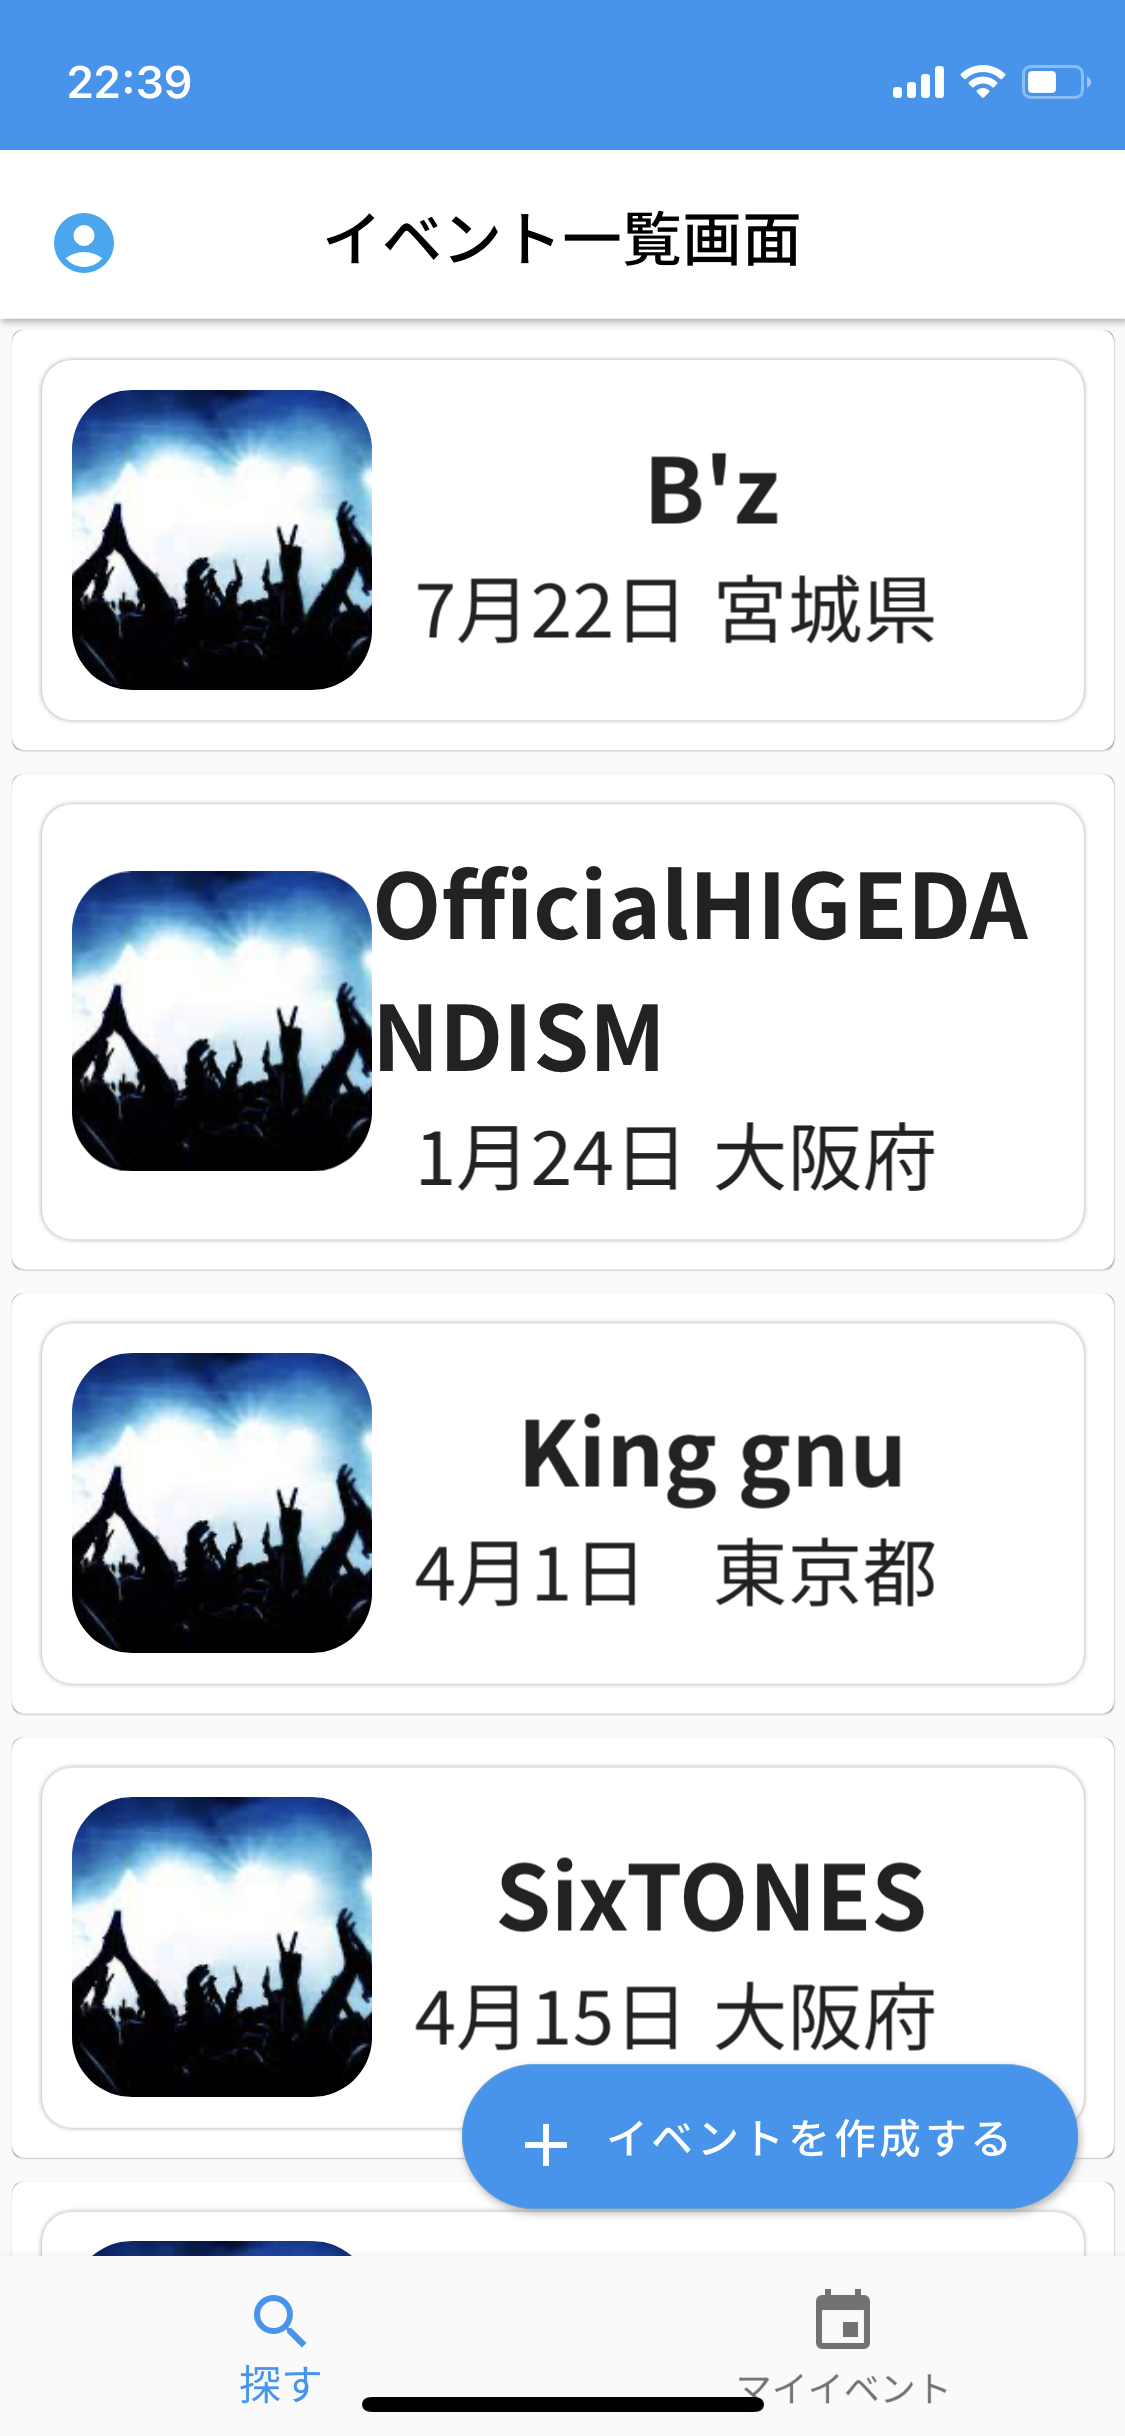 22:39
イベント一覧画面
B'z
7月22日 宮城県
OfficialHIGEDA
NDISM
1月24日 大阪府
King gnu
4月1日　東京都
SixTONES
4月15日 大阪府
+ イベントを作成する
探す
マイイベント